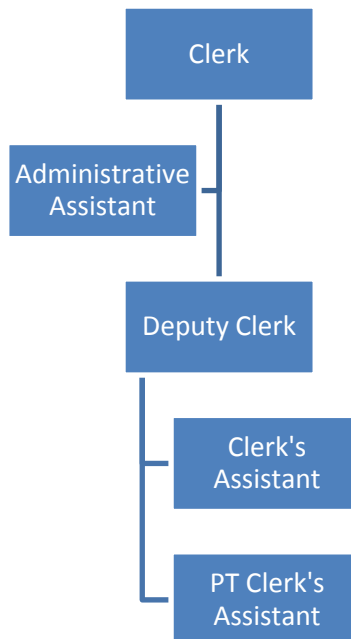 Clerk
Administrative
Assistant
Deputy Clerk
Clerk's
Assistant
PT Clerk's
Assistant